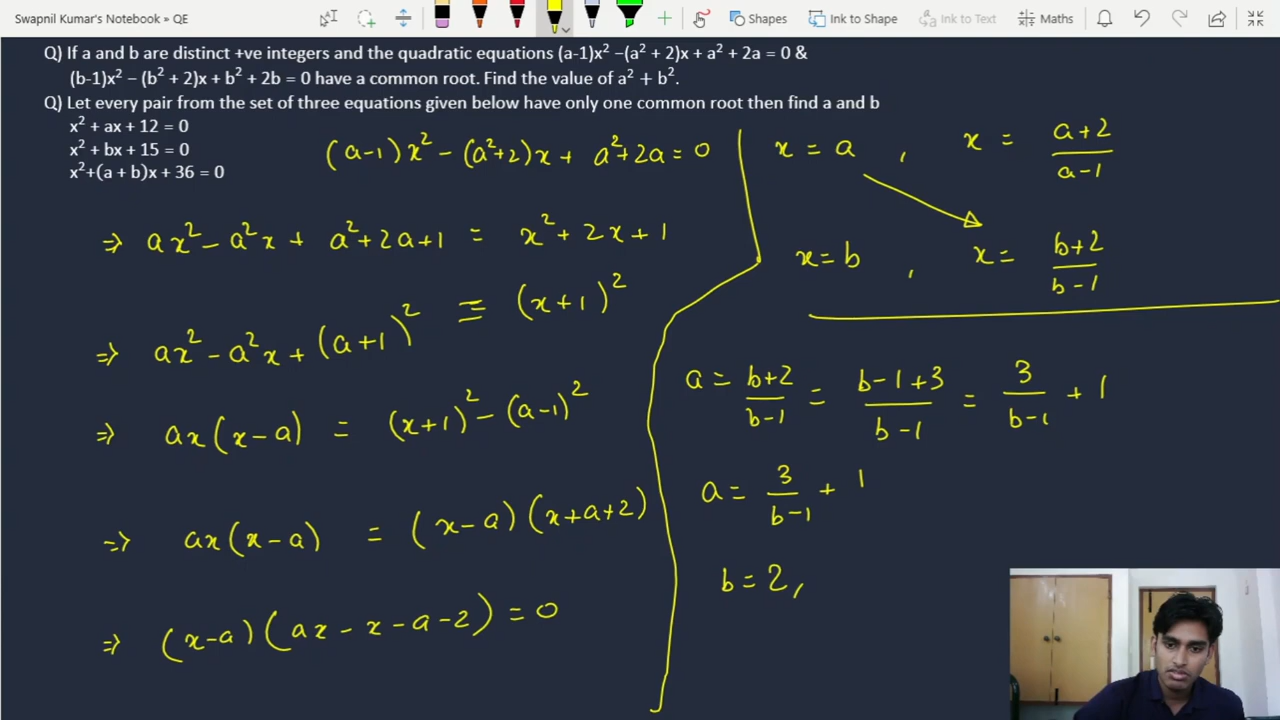 Swapnil Kumar's Notebook » QE
Shapes Ink to Shape Ink to Text Maths
Q) If a and b are distinct +ve integers and the quadratic equations (a-1)x² –(a² + 2)x + a² + 2a = 0 &
(b-1)x² – (b² + 2)x + b² + 2b = 0 have a common root. Find the value of a² + b².
Q) Let every pair from the set of three equations given below have only one common root then find a and b
x² + ax + 12 = 0
x² + bx + 15 = 0
x²+(a + b)x + 36 = 0
(a-1)x² - (a²+2)x + a²+2a = 0
⇒ ax² - a²x + a²+2a+1 = x²+2x+1
⇒ ax² - a²x + (a+1)² = (x+1)²
⇒ ax(x-a) = (x+1)² - (a-1)²
⇒ ax(x-a) = (x-a)(x+a+2)
⇒ (x-a)(ax-x-a-2) = 0
x = a , x = a+2/a-1
x = b , x = b+2/b-1
a = b+2/b-1 = b-1+3/b-1 = 3/b-1 + 1
a = 3/b-1 + 1
b = 2,